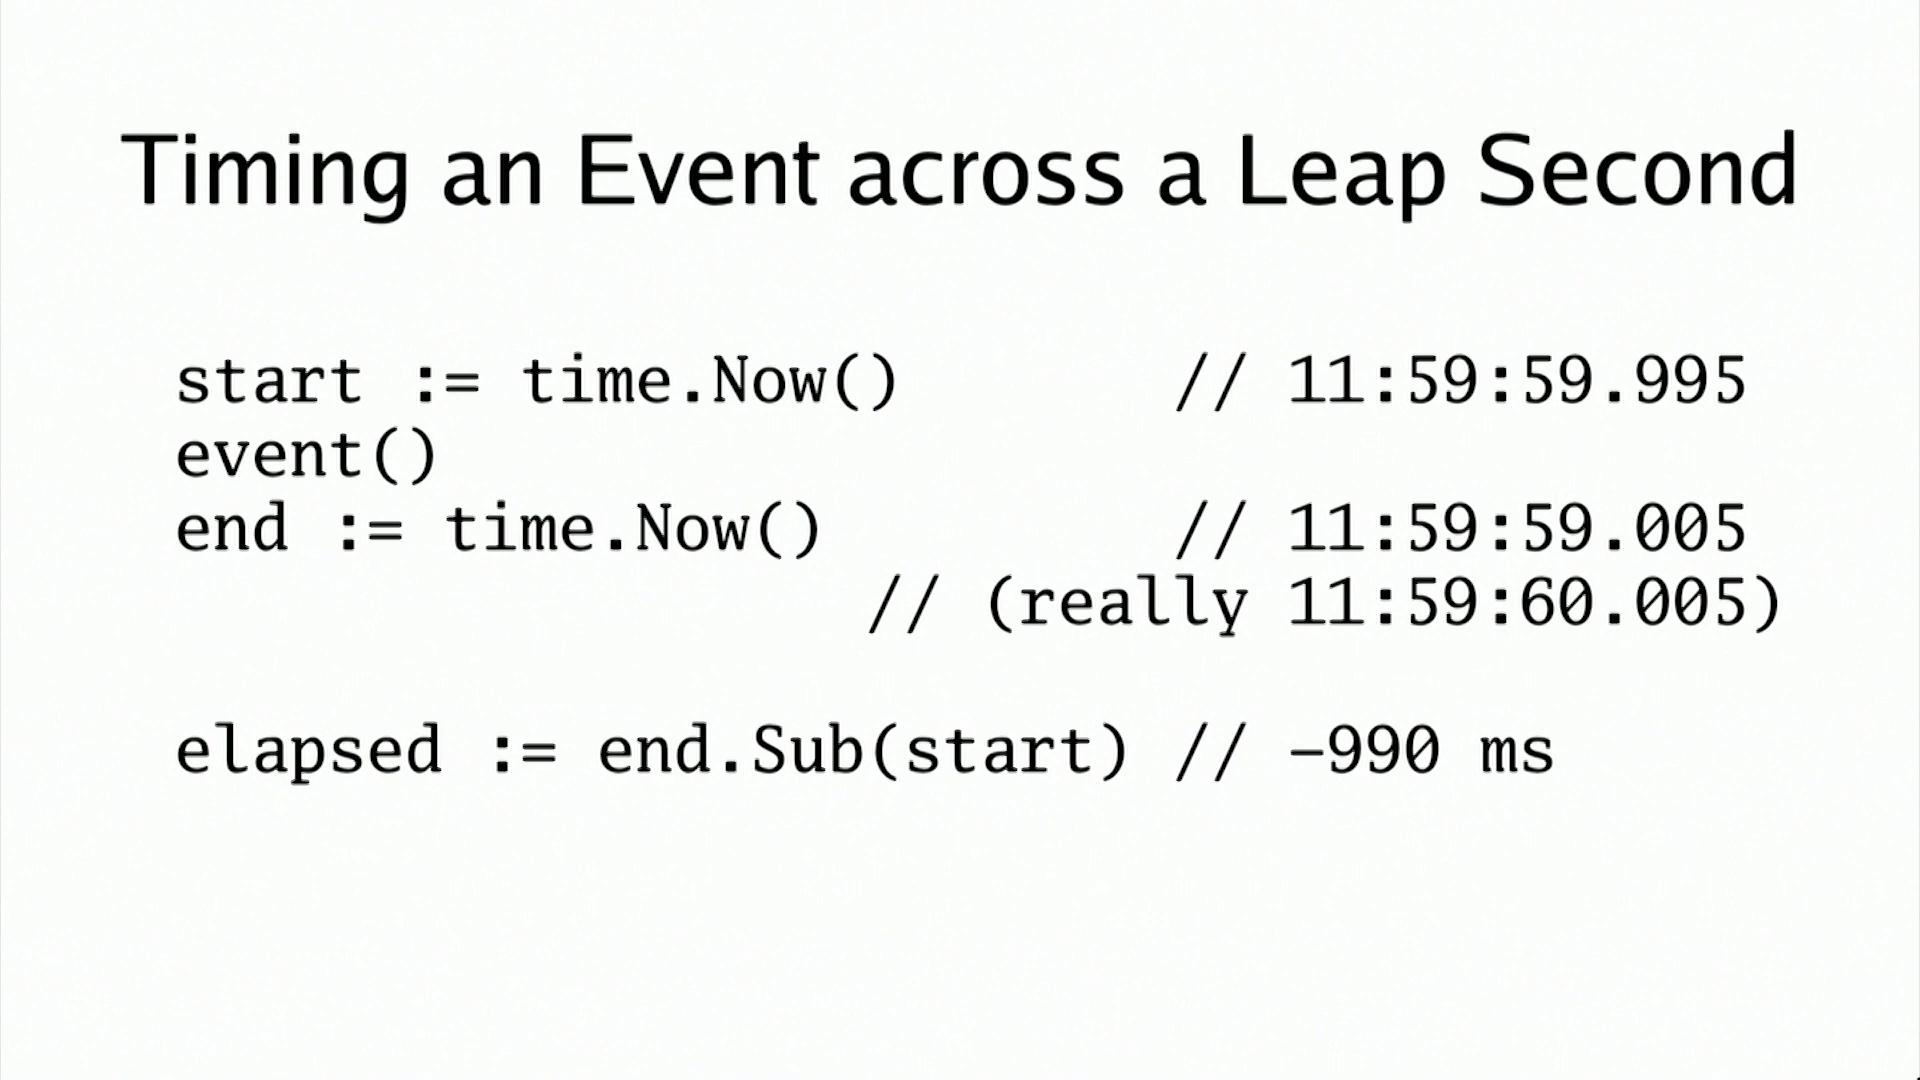 Timing an Event across a Leap Second
start := time.Now() // 11:59:59.995
event()
end := time.Now() // 11:59:59.005
// (really 11:59:60.005)
elapsed := end.Sub(start) // −990 ms